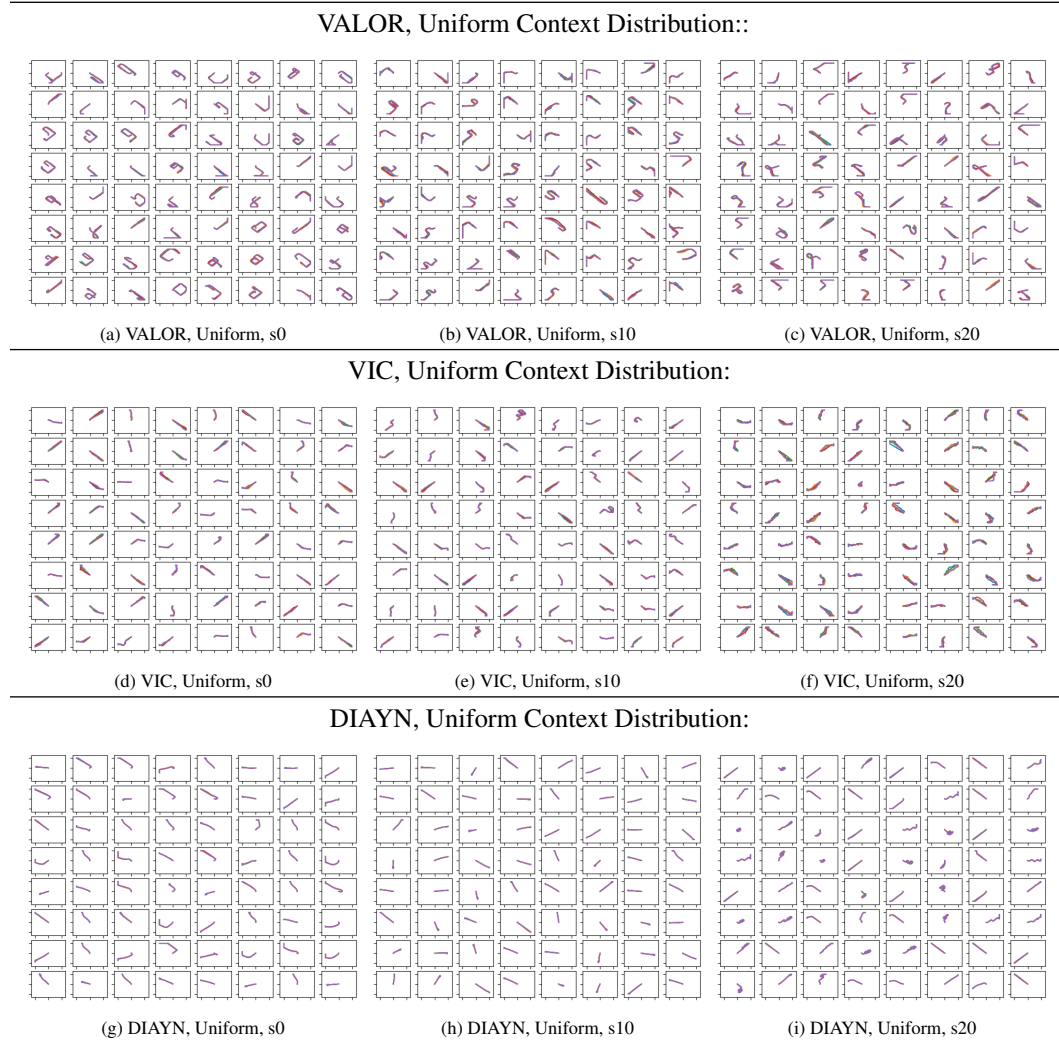 VALOR, Uniform Context Distribution::
(a) VALOR, Uniform, s0
(b) VALOR, Uniform, s10
(c) VALOR, Uniform, s20
VIC, Uniform Context Distribution:
(d) VIC, Uniform, s0
(e) VIC, Uniform, s10
(f) VIC, Uniform, s20
DIAYN, Uniform Context Distribution:
(g) DIAYN, Uniform, s0
(h) DIAYN, Uniform, s10
(i) DIAYN, Uniform, s20